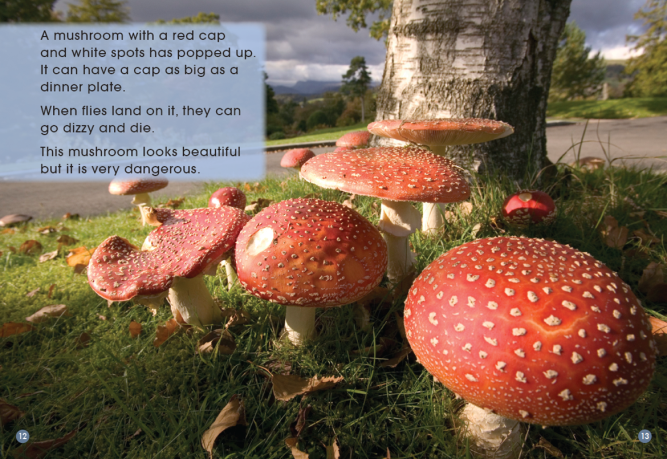 A mushroom with a red cap
and white spots has popped up.
It can have a cap as big as a
dinner plate.
When flies land on it, they can
go dizzy and die.
This mushroom looks beautiful
but it is very dangerous.
12
13